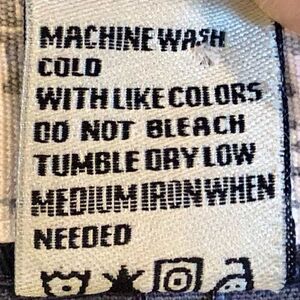 MACHINE WASH
COLD
WITH LIKE COLORS
DO NOT BLEACH
TUMBLE DRY LOW
MEDIUM IRON WHEN
NEEDED